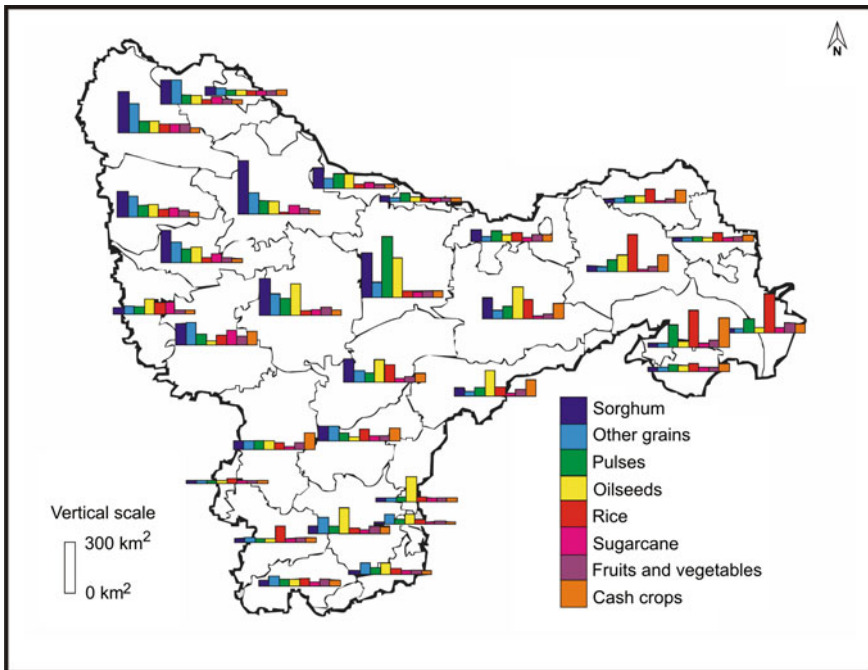 N
Sorghum
Other grains
Pulses
Oilseeds
Rice
Sugarcane
Fruits and vegetables
Cash crops
Vertical scale
300 km²
0 km²